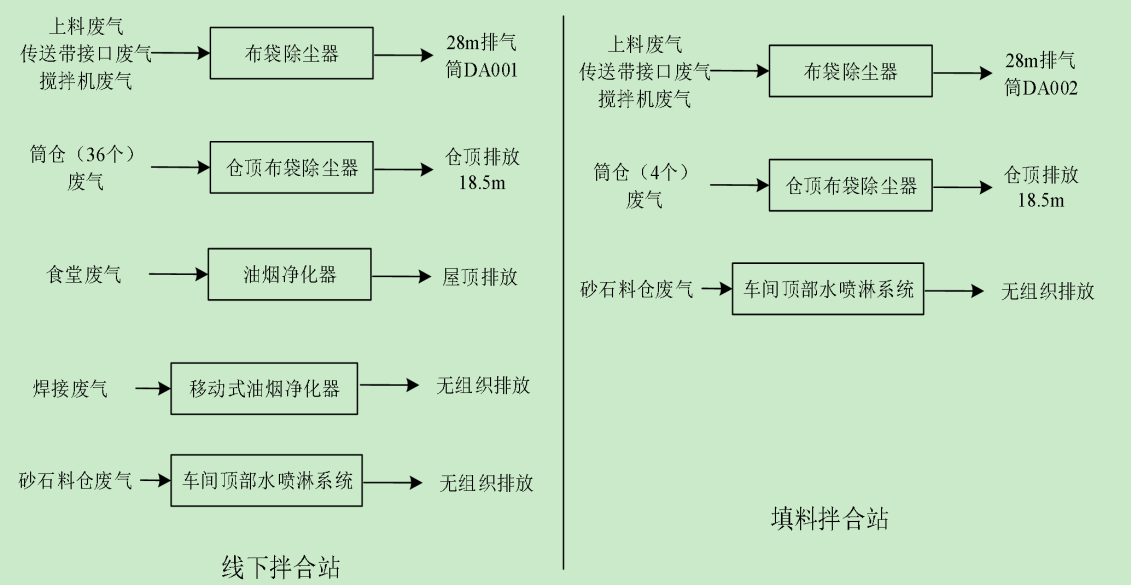 上料废气
传送带接口废气
搅拌机废气
布袋除尘器
28m排气
筒DA001
筒仓（36个）
废气
仓顶布袋除尘器
仓顶排放
18.5m
食堂废气
油烟净化器
屋顶排放
焊接废气
移动式油烟净化器
无组织排放
砂石料仓废气
车间顶部水喷淋系统
无组织排放
线下拌合站
上料废气
传送带接口废气
搅拌机废气
布袋除尘器
28m排气
筒DA002
筒仓（4个）
废气
仓顶布袋除尘器
仓顶排放
18.5m
砂石料仓废气
车间顶部水喷淋系统
无组织排放
填料拌合站